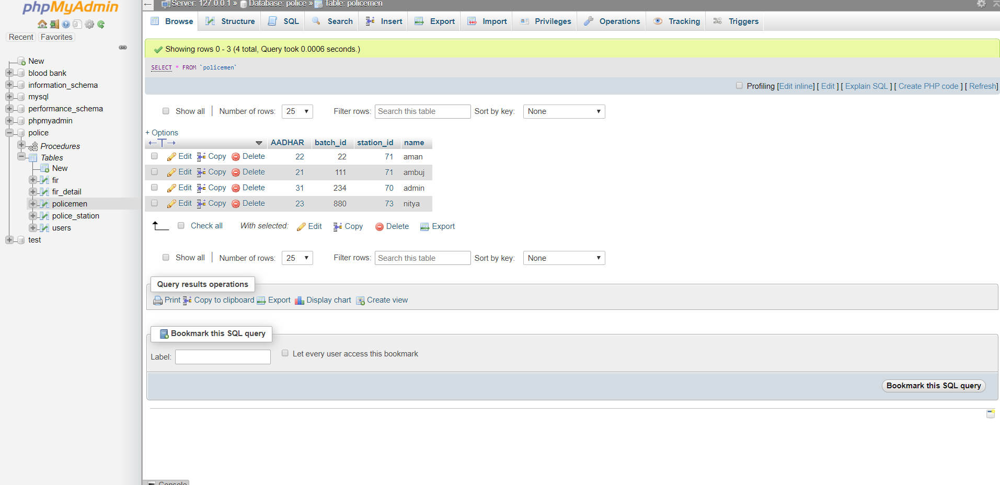 phpMyAdmin
Recent Favorites
New
blood bank
information_schema
mysql
performance_schema
phpmyadmin
police
Procedures
Tables
New
fir
fir_detail
policemen
police_station
users
test
Server: 127.0.0.1 » Database: police » Table: policemen
Browse Structure SQL Search Insert Export Import Privileges Operations Tracking Triggers
Showing rows 0 - 3 (4 total, Query took 0.0006 seconds.)
SELECT * FROM `policemen`
Profiling [Edit inline] [ Edit ] [ Explain SQL ] [ Create PHP code ] [ Refresh]
Show all | Number of rows: 25 Filter rows: Search this table Sort by key: None
+ Options
←T→ AADHAR batch_id station_id name
Edit Copy Delete 22 22 71 aman
Edit Copy Delete 21 111 71 ambuj
Edit Copy Delete 31 234 70 admin
Edit Copy Delete 23 880 73 nitya
Check all With selected: Edit Copy Delete Export
Show all | Number of rows: 25 Filter rows: Search this table Sort by key: None
Query results operations
Print Copy to clipboard Export Display chart Create view
Bookmark this SQL query
Label: Let every user access this bookmark
Bookmark this SQL query
Console